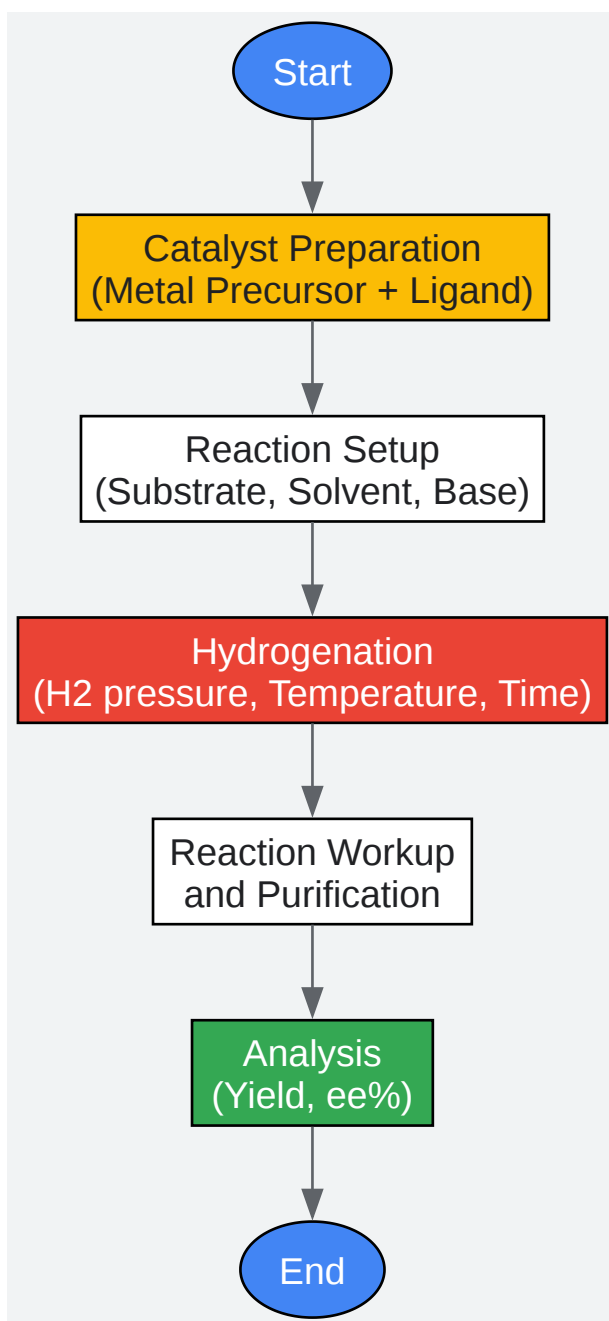 Start
Catalyst Preparation
(Metal Precursor + Ligand)
Reaction Setup
(Substrate, Solvent, Base)
Hydrogenation
(H2 pressure, Temperature, Time)
Reaction Workup
and Purification
Analysis
(Yield, ee%)
End